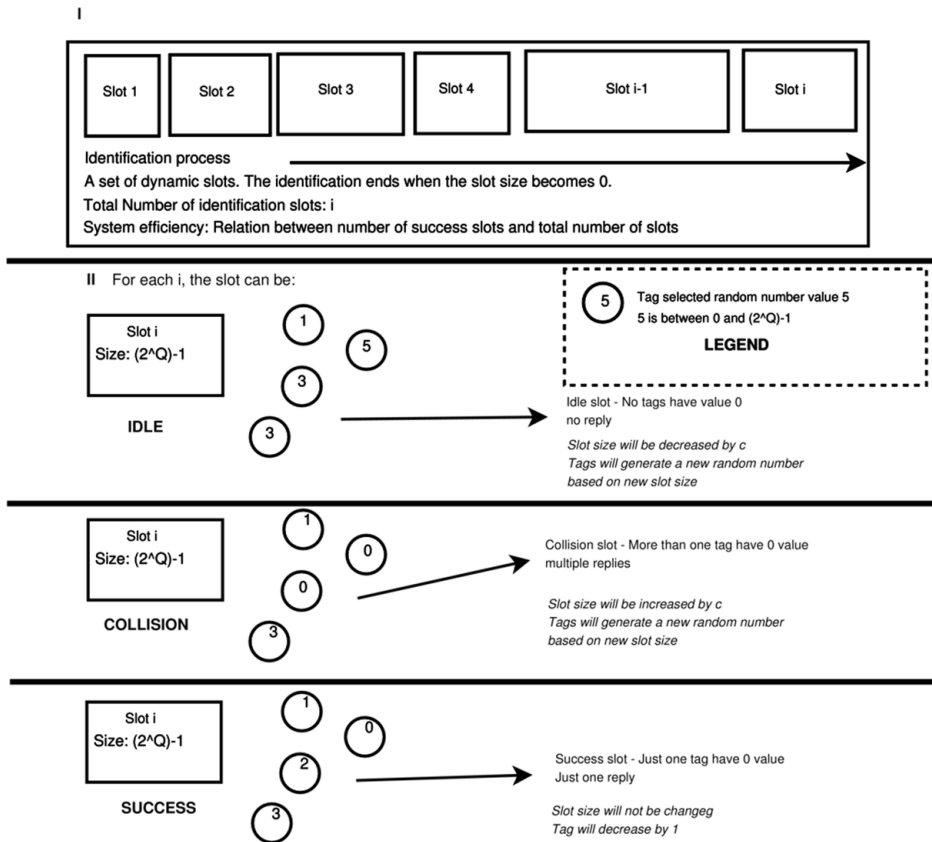 I
Slot 1
Slot 2
Slot 3
Slot 4
Slot i-1
Slot i
Identification process
A set of dynamic slots. The identification ends when the slot size becomes 0.
Total Number of identification slots: i
System efficiency: Relation between number of success slots and total number of slots
II For each i, the slot can be:
5
Tag selected random number value 5
5 is between 0 and (2^Q)-1
LEGEND
Slot i
Size: (2^Q)-1
IDLE
1
5
3
3
Idle slot - No tags have value 0
no reply
Slot size will be decreased by c
Tags will generate a new random number
based on new slot size
Slot i
Size: (2^Q)-1
COLLISION
1
0
0
3
Collision slot - More than one tag have 0 value
multiple replies
Slot size will be increased by c
Tags will generate a new random number
based on new slot size
Slot i
Size: (2^Q)-1
SUCCESS
1
0
2
3
Success slot - Just one tag have 0 value
Just one reply
Slot size will not be changeg
Tag will decrease by 1